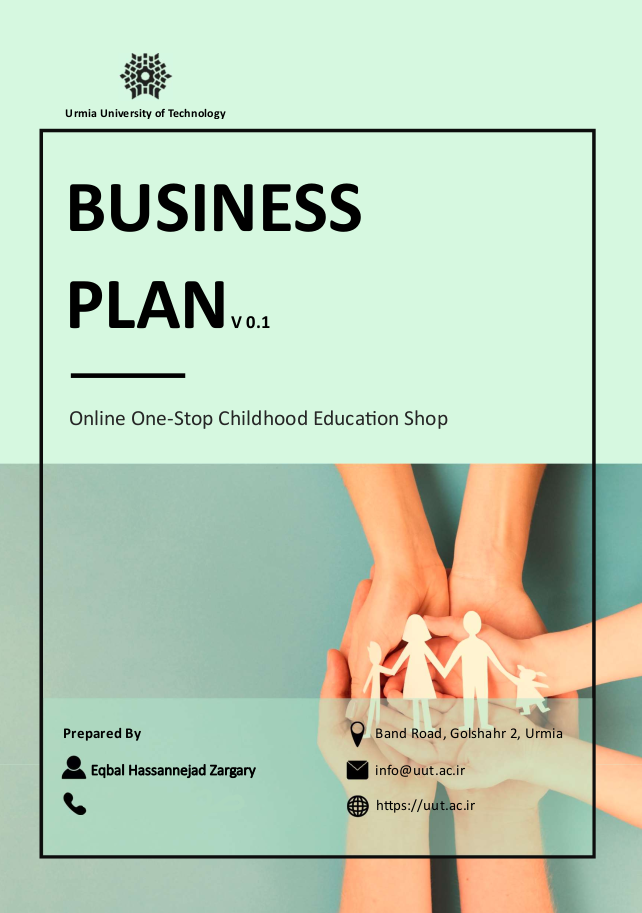 Urmia University of Technology
BUSINESS
PLAN V 0.1
Online One-Stop Childhood Education Shop
Prepared By
Eqbal Hassannejad Zargary
Band Road, Golshahr 2, Urmia
info@uut.ac.ir
https://uut.ac.ir